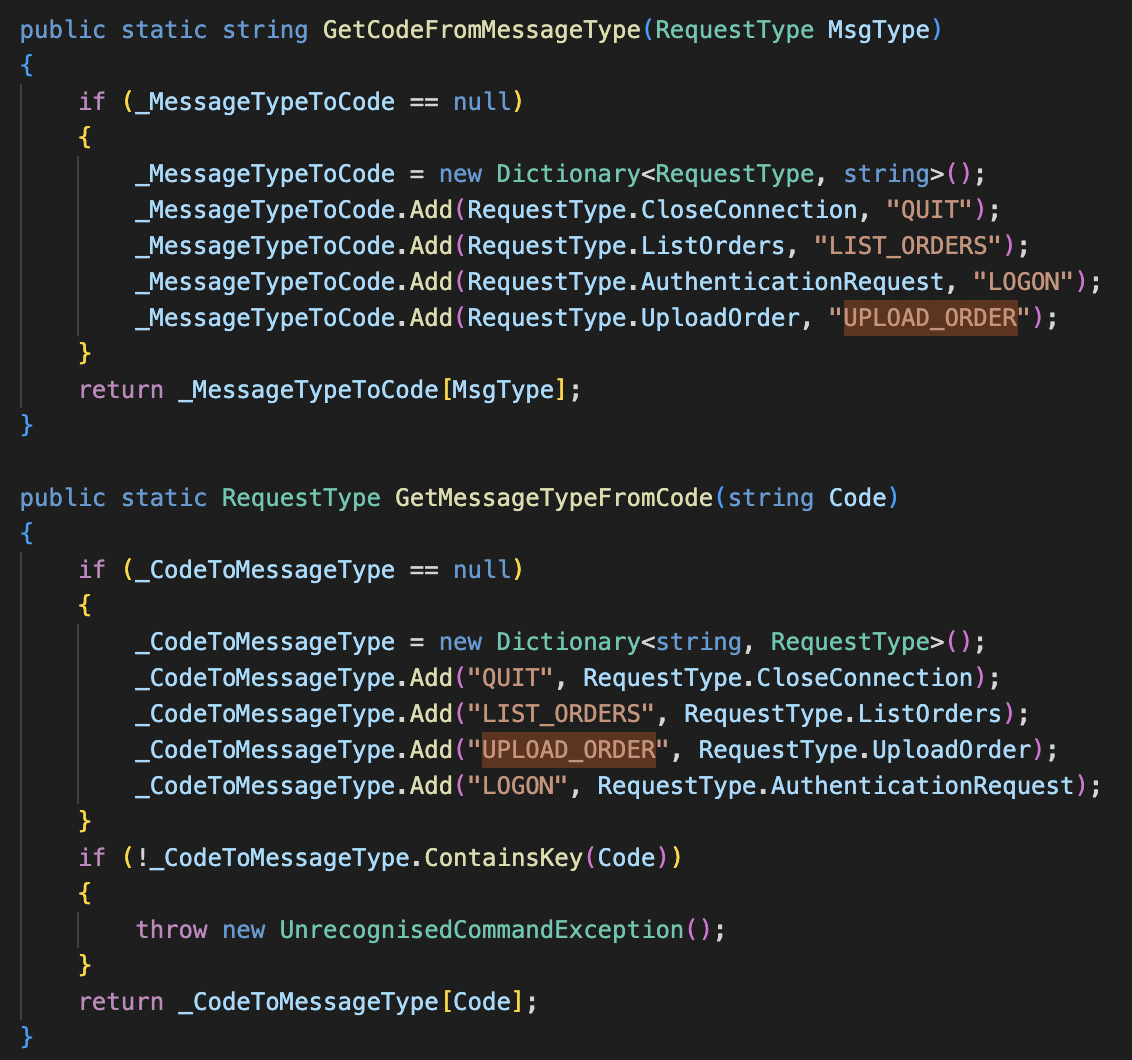 public static string GetCodeFromMessageType(RequestType MsgType)
{
    if (_MessageTypeToCode == null)
    {
        _MessageTypeToCode = new Dictionary<RequestType, string>();
        _MessageTypeToCode.Add(RequestType.CloseConnection, "QUIT");
        _MessageTypeToCode.Add(RequestType.ListOrders, "LIST_ORDERS");
        _MessageTypeToCode.Add(RequestType.AuthenticationRequest, "LOGON");
        _MessageTypeToCode.Add(RequestType.UploadOrder, "UPLOAD_ORDER");
    }
    return _MessageTypeToCode[MsgType];
}

public static RequestType GetMessageTypeFromCode(string Code)
{
    if (_CodeToMessageType == null)
    {
        _CodeToMessageType = new Dictionary<string, RequestType>();
        _CodeToMessageType.Add("QUIT", RequestType.CloseConnection);
        _CodeToMessageType.Add("LIST_ORDERS", RequestType.ListOrders);
        _CodeToMessageType.Add("UPLOAD_ORDER", RequestType.UploadOrder);
        _CodeToMessageType.Add("LOGON", RequestType.AuthenticationRequest);
    }
    if (!_CodeToMessageType.ContainsKey(Code))
    {
        throw new UnrecognisedCommandException();
    }
    return _CodeToMessageType[Code];
}